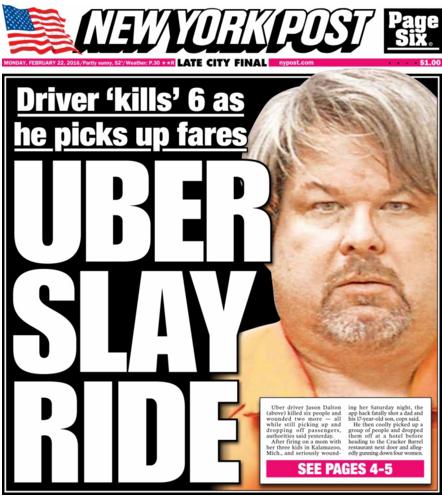 NEW YORK POST
Page
Six®
MONDAY, FEBRUARY 22, 2016 / Partly sunny, 52° / Weather: P. 30 ★★R LATE CITY FINAL nypost.com $1.00
Driver ‘kills’ 6 as
he picks up fares
UBER
SLAY
RIDE
Uber driver Jason Dalton
(above) killed six people and
wounded two more — all
while still picking up and
dropping off passengers,
authorities said yesterday.
After firing on a mom with
her three kids in Kalamazoo,
Mich., and seriously wound-
ing her Saturday night, the
app hack fatally shot a dad and
his 17-year-old son, cops said.
He then coolly picked up a
group of people and dropped
them off at a hotel before
heading to the Cracker Barrel
restaurant next door and alleg-
edly gunning down four women.
SEE PAGES 4-5